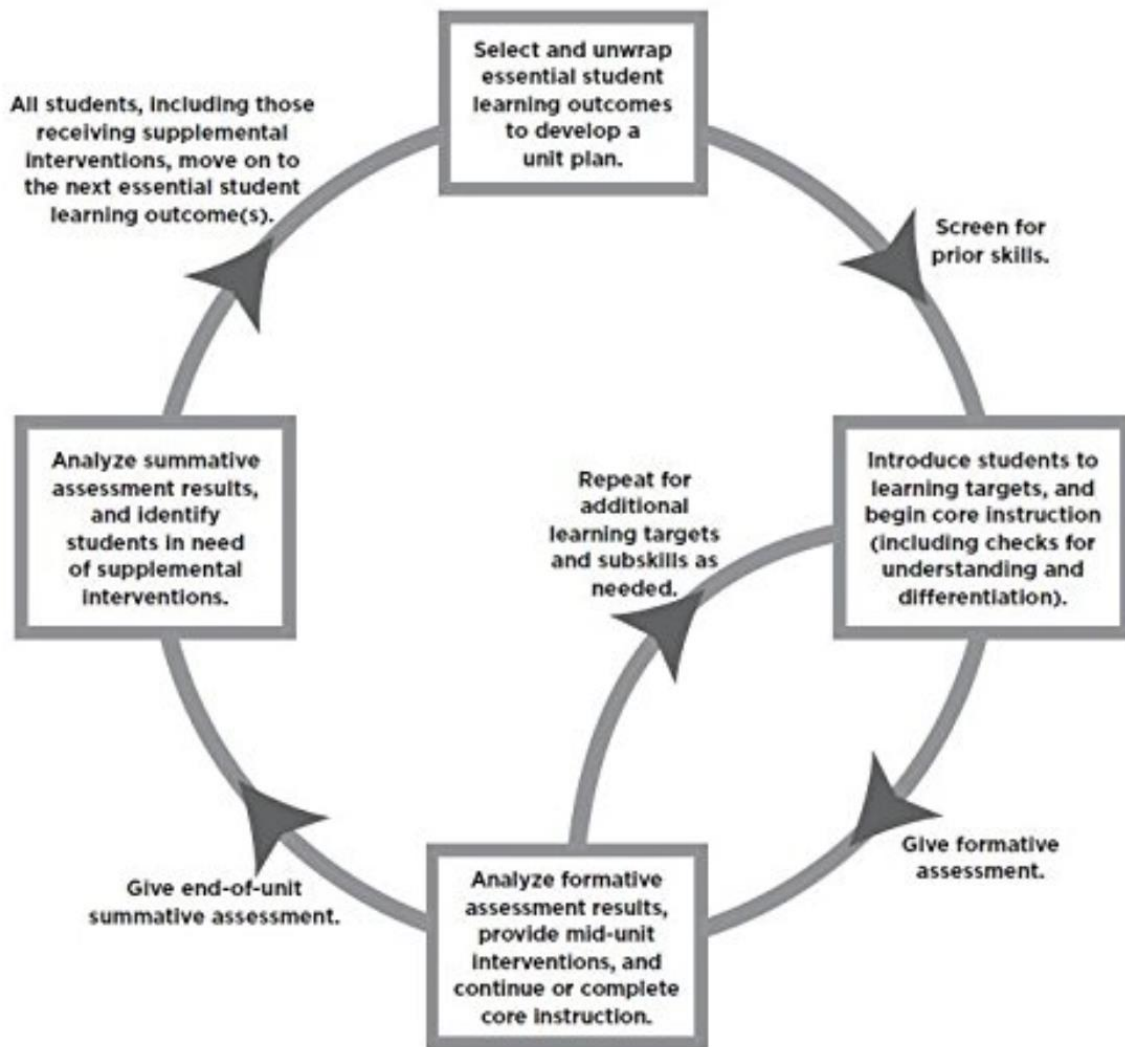 Select and unwrap
essential student
learning outcomes
to develop a
unit plan.
All students, including those
receiving supplemental
interventions, move on to
the next essential student
learning outcome(s).
Screen for
prior skills.
Introduce students to
learning targets, and
begin core instruction
(including checks for
understanding and
differentiation).
Repeat for
additional
learning targets
and subskills as
needed.
Analyze summative
assessment results,
and identify
students in need
of supplemental
interventions.
Give formative
assessment.
Analyze formative
assessment results,
provide mid-unit
interventions, and
continue or complete
core instruction.
Give end-of-unit
summative assessment.